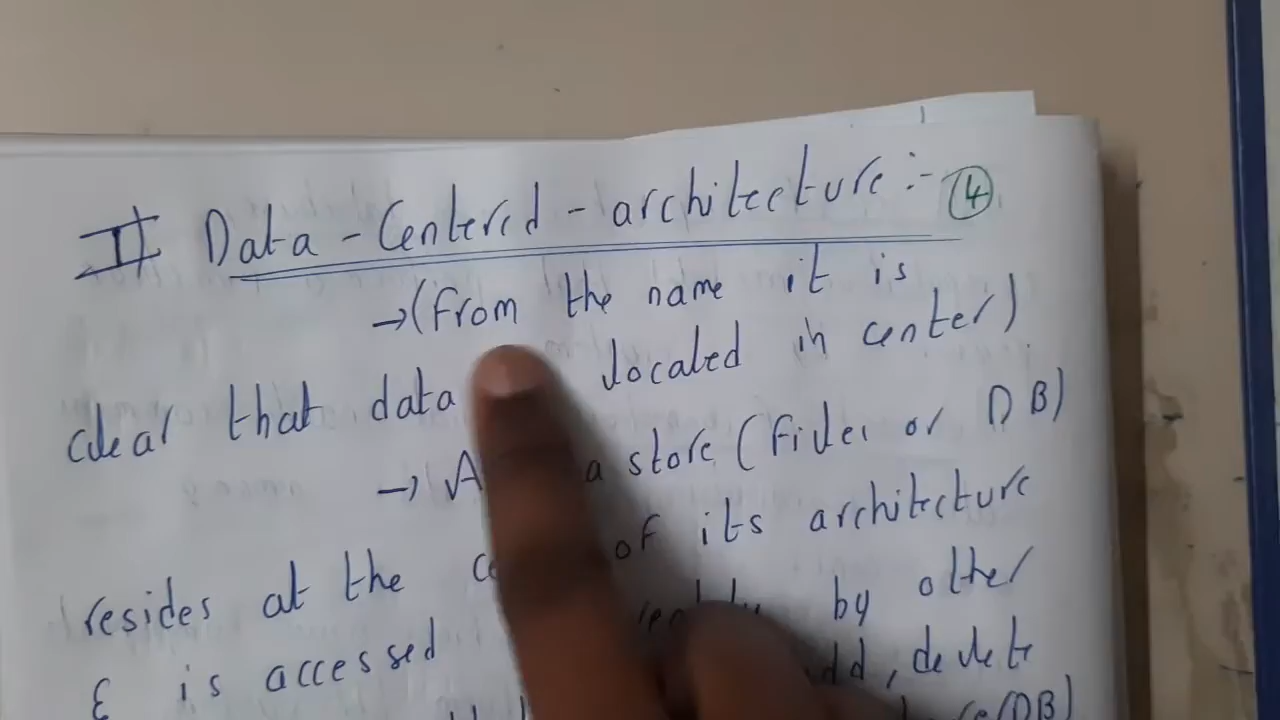 II Data-Centered-architecture:- 4
→(from the name it is
clear that data located in center)
→ A a store (files or DB)
resides at the of its architecture
& is accessed by other
delete
(DB)